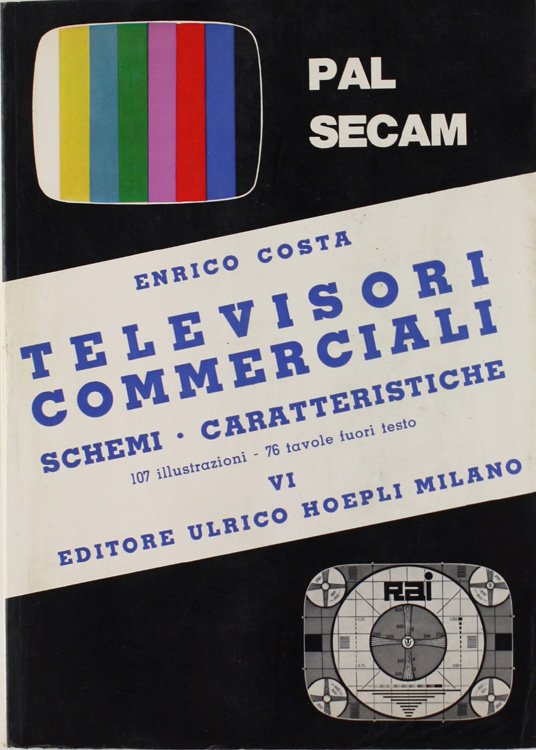 PAL
SECAM
ENRICO COSTA
TELEVISORI
COMMERCIALI
SCHEMI · CARATTERISTICHE
107 illustrazioni - 76 tavole fuori testo
VI
EDITORE ULRICO HOEPLI MILANO
Rai